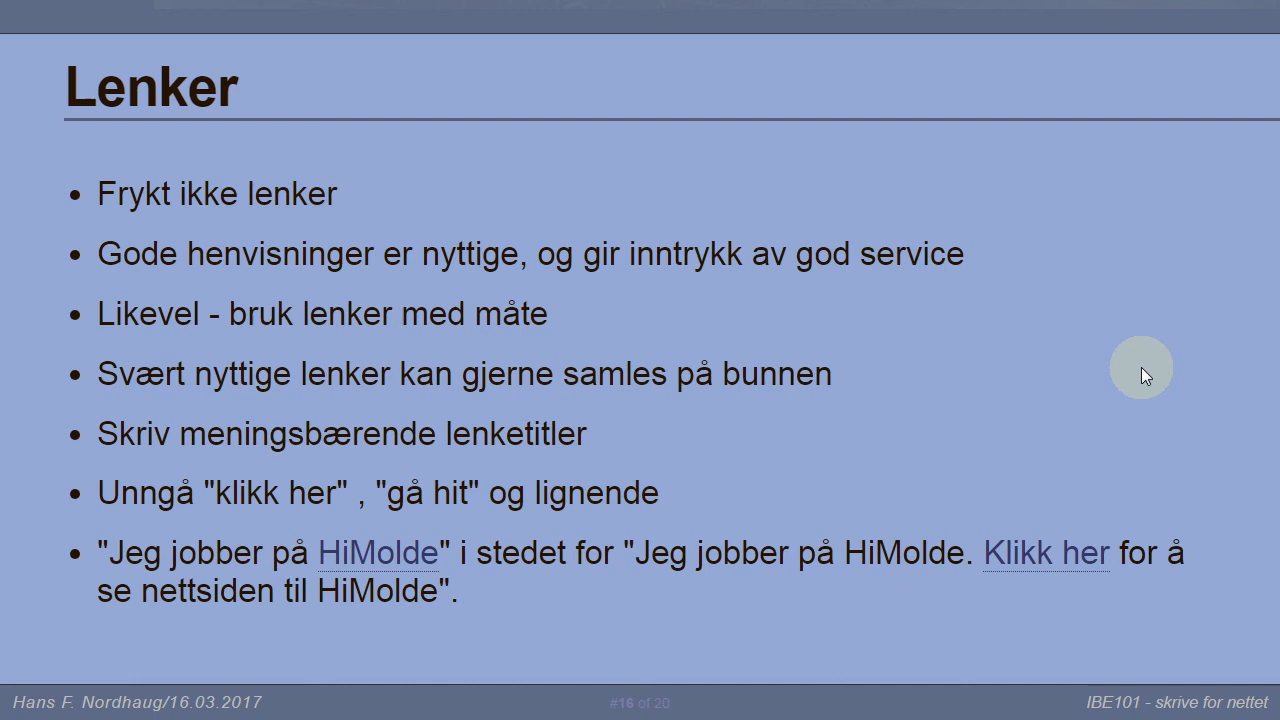 Lenker
• Frykt ikke lenker
• Gode henvisninger er nyttige, og gir inntrykk av god service
• Likevel - bruk lenker med måte
• Svært nyttige lenker kan gjerne samles på bunnen
• Skriv meningsbærende lenketitler
• Unngå "klikk her" , "gå hit" og lignende
• "Jeg jobber på HiMolde" i stedet for "Jeg jobber på HiMolde. Klikk her for å
se nettsiden til HiMolde".
Hans F. Nordhaug/16.03.2017
#16 of 20
IBE101 - skrive for nettet